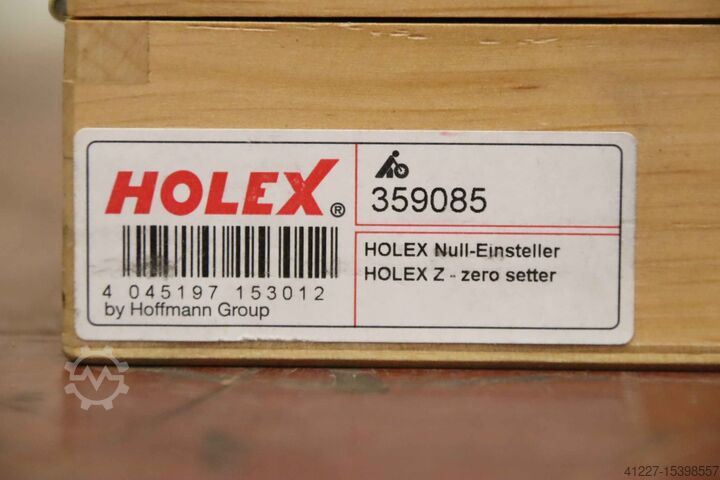 HOLEX®
359085
4 045197 153012
by Hoffmann Group
HOLEX Null-Einsteller
HOLEX Z - zero setter
41227-15398557